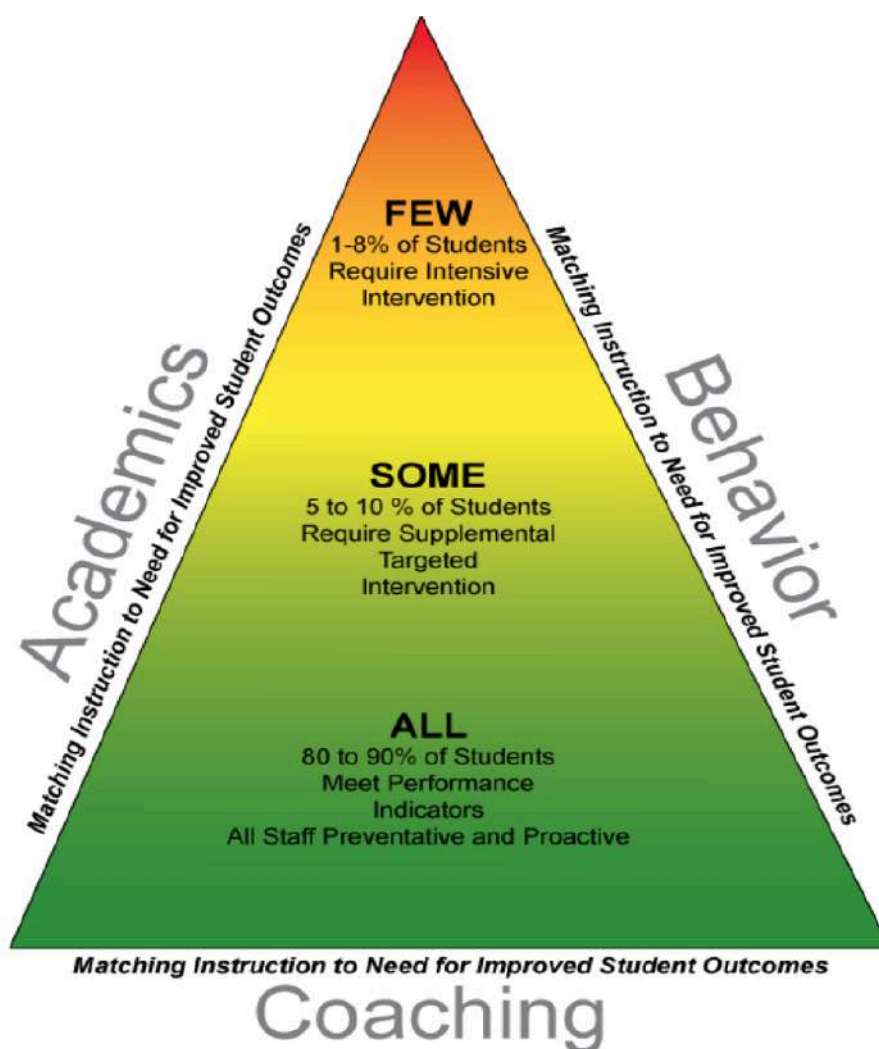 FEW
1-8% of Students
Require Intensive
Intervention
Academics
Matching Instruction to Need for Improved Student Outcomes
Matching Instruction to Need for Improved Student Outcomes
Behavior
SOME
5 to 10 % of Students
Require Supplemental
Targeted
Intervention
ALL
80 to 90% of Students
Meet Performance
Indicators
All Staff Preventative and Proactive
Matching Instruction to Need for Improved Student Outcomes
Coaching